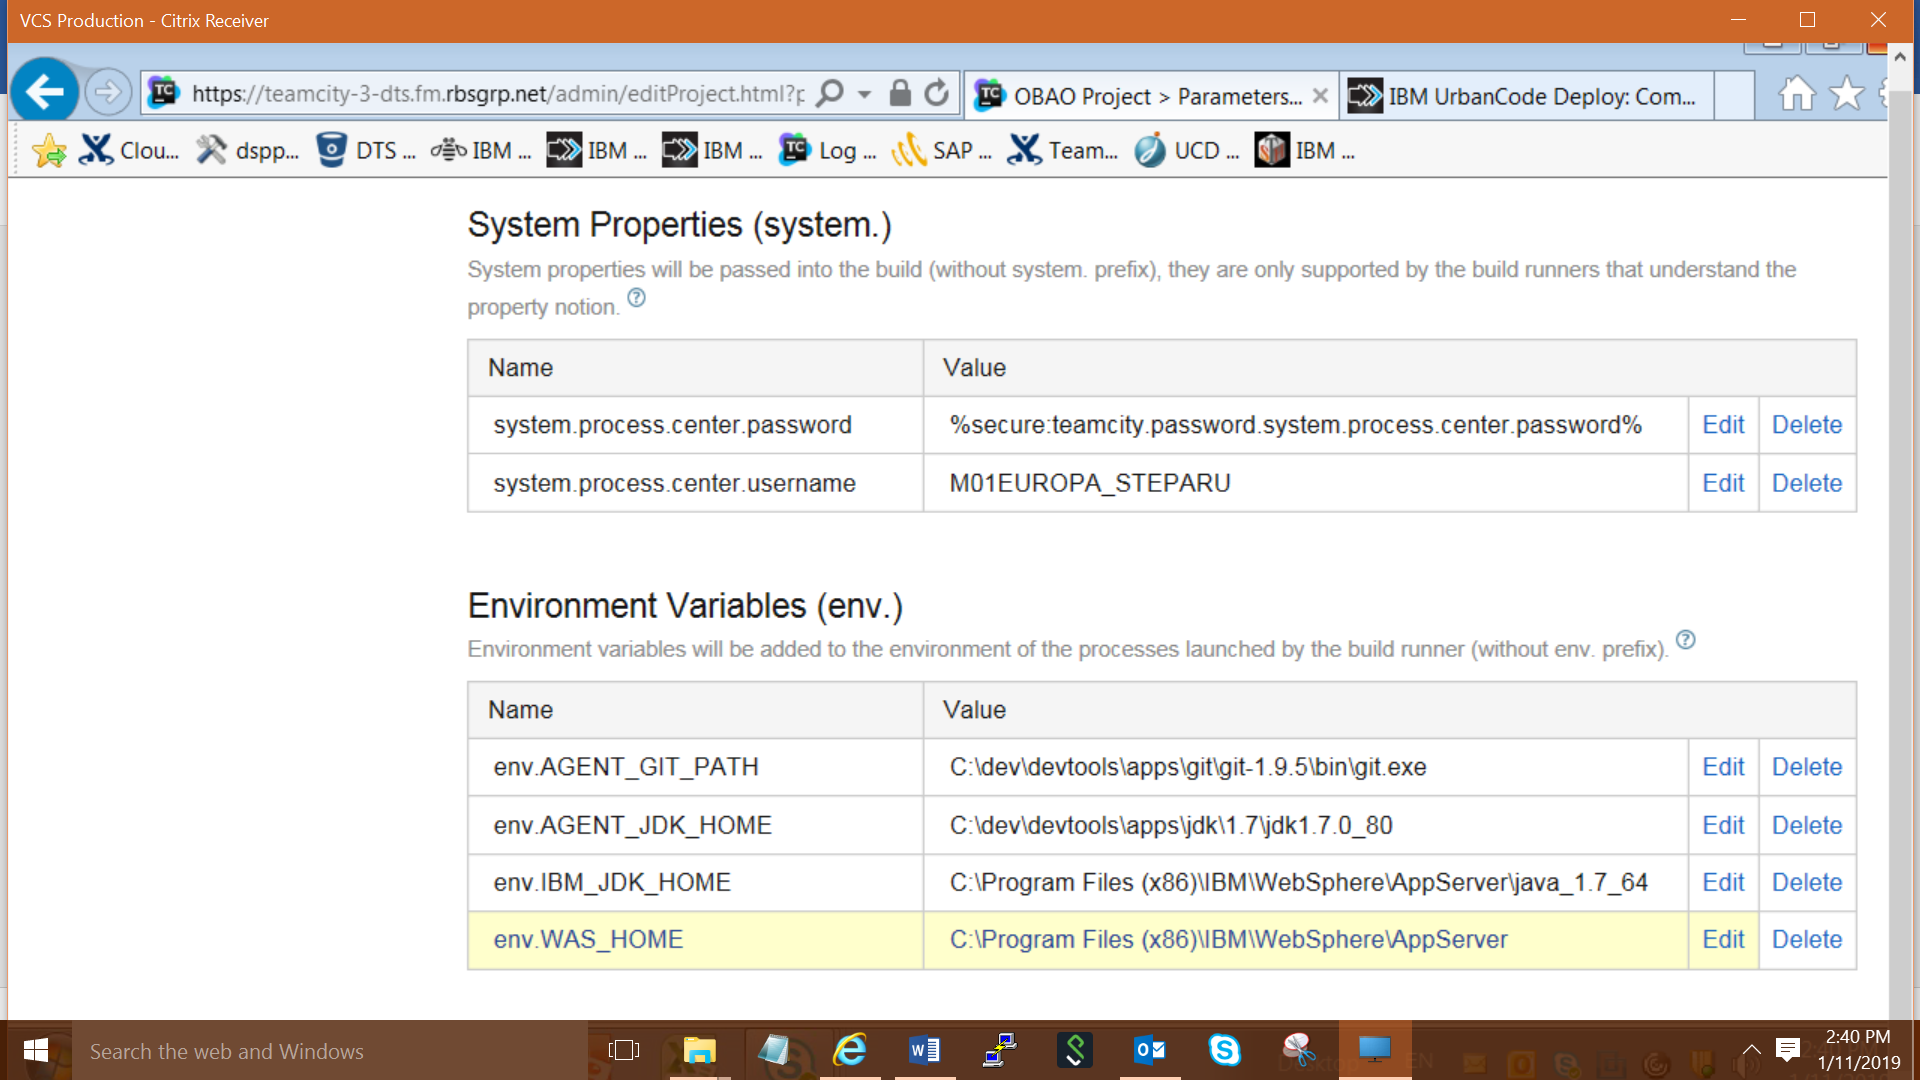 VCS Production - Citrix Receiver
https://teamcity-3-dts.fm.rbsgrp.net/admin/editProject.html?p
OBAO Project > Parameters...
IBM UrbanCode Deploy: Com...
Clou...
dspp...
DTS ...
IBM ...
IBM ...
IBM ...
Log ...
SAP ...
Team...
UCD ...
IBM ...
System Properties (system.)
System properties will be passed into the build (without system. prefix), they are only supported by the build runners that understand the
property notion. ?
Name Value
system.process.center.password %secure:teamcity.password.system.process.center.password% Edit Delete
system.process.center.username M01EUROPA_STEPARU Edit Delete
Environment Variables (env.)
Environment variables will be added to the environment of the processes launched by the build runner (without env. prefix). ?
Name Value
env.AGENT_GIT_PATH C:\dev\devtools\apps\git\git-1.9.5\bin\git.exe Edit Delete
env.AGENT_JDK_HOME C:\dev\devtools\apps\jdk\1.7\jdk1.7.0_80 Edit Delete
env.IBM_JDK_HOME C:\Program Files (x86)\IBM\WebSphere\AppServer\java_1.7_64 Edit Delete
env.WAS_HOME C:\Program Files (x86)\IBM\WebSphere\AppServer Edit Delete
Search the web and Windows
2:40 PM
1/11/2019